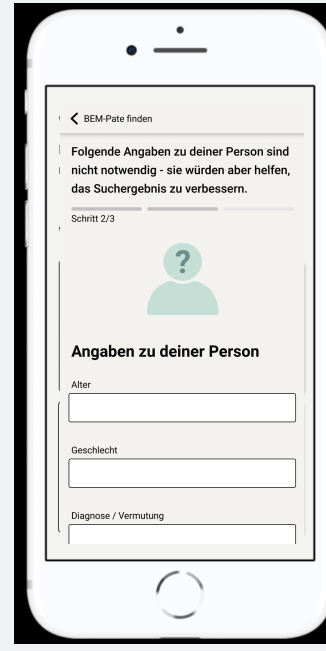 BEM-Pate finden
Folgende Angaben zu deiner Person sind
nicht notwendig - sie würden aber helfen,
das Suchergebnis zu verbessern.
Schritt 2/3
?
Angaben zu deiner Person
Alter
Geschlecht
Diagnose / Vermutung